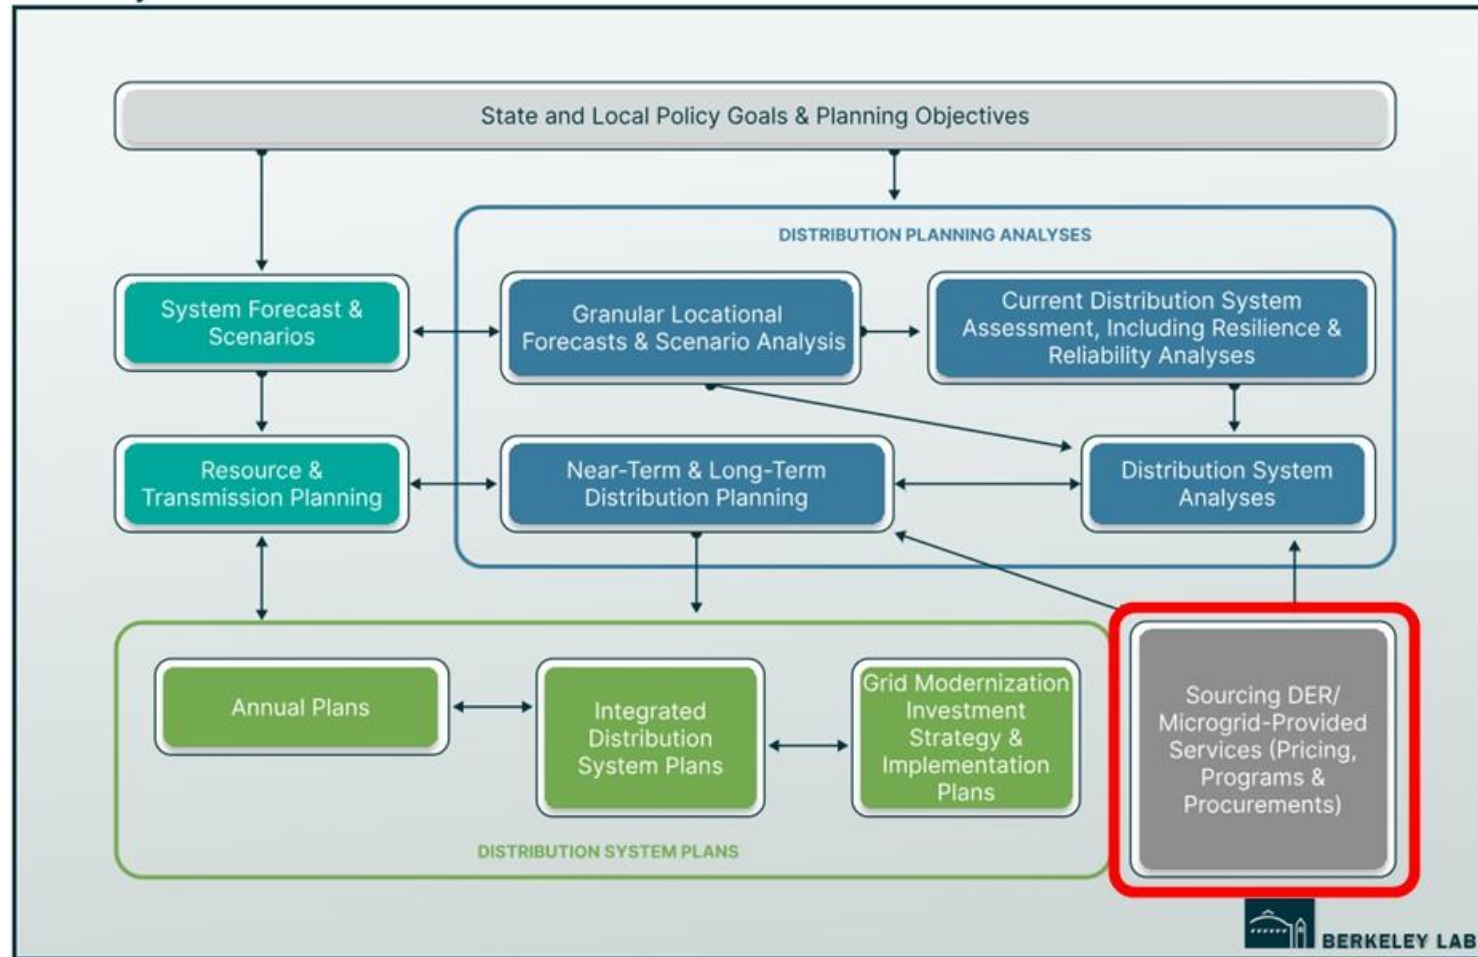 State and Local Policy Goals & Planning Objectives
DISTRIBUTION PLANNING ANALYSES
System Forecast &
Scenarios
Granular Locational
Forecasts & Scenario Analysis
Current Distribution System
Assessment, Including Resilience &
Reliability Analyses
Resource &
Transmission Planning
Near-Term & Long-Term
Distribution Planning
Distribution System
Analyses
Annual Plans
Integrated
Distribution
System Plans
Grid Modernization
Investment
Strategy &
Implementation
Plans
Sourcing DER/
Microgrid-Provided
Services (Pricing,
Programs &
Procurements)
DISTRIBUTION SYSTEM PLANS
BERKELEY LAB